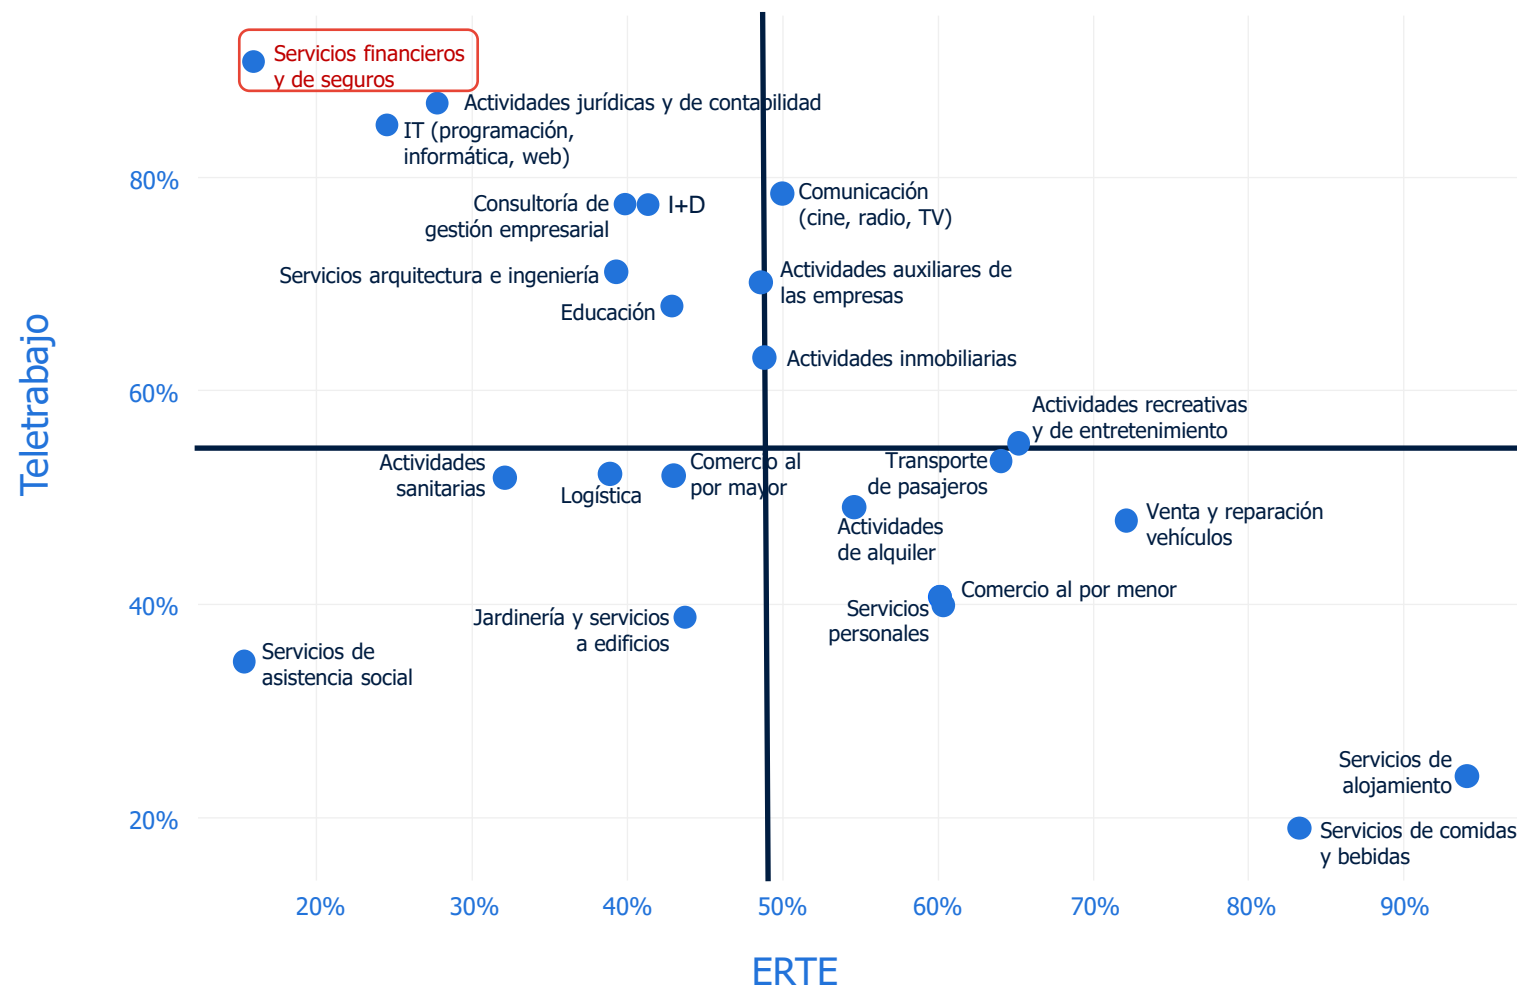 Servicios financieros
y de seguros
Actividades jurídicas y de contabilidad
IT (programación,
informática, web)
80%
Consultoría de
gestión empresarial
I+D
Comunicación
(cine, radio, TV)
Servicios arquitectura e ingeniería
Actividades auxiliares de
las empresas
Educación
Actividades inmobiliarias
60%
Actividades recreativas
y de entretenimiento
Teletrabajo
Actividades
sanitarias
Logística
Comercio al
por mayor
Transporte
de pasajeros
Actividades
de alquiler
Venta y reparación
vehículos
40%
Comercio al por menor
Servicios
personales
Jardinería y servicios
a edificios
Servicios de
asistencia social
Servicios de
alojamiento
20%
Servicios de comidas
y bebidas
20%
30%
40%
50%
60%
70%
80%
90%
ERTE